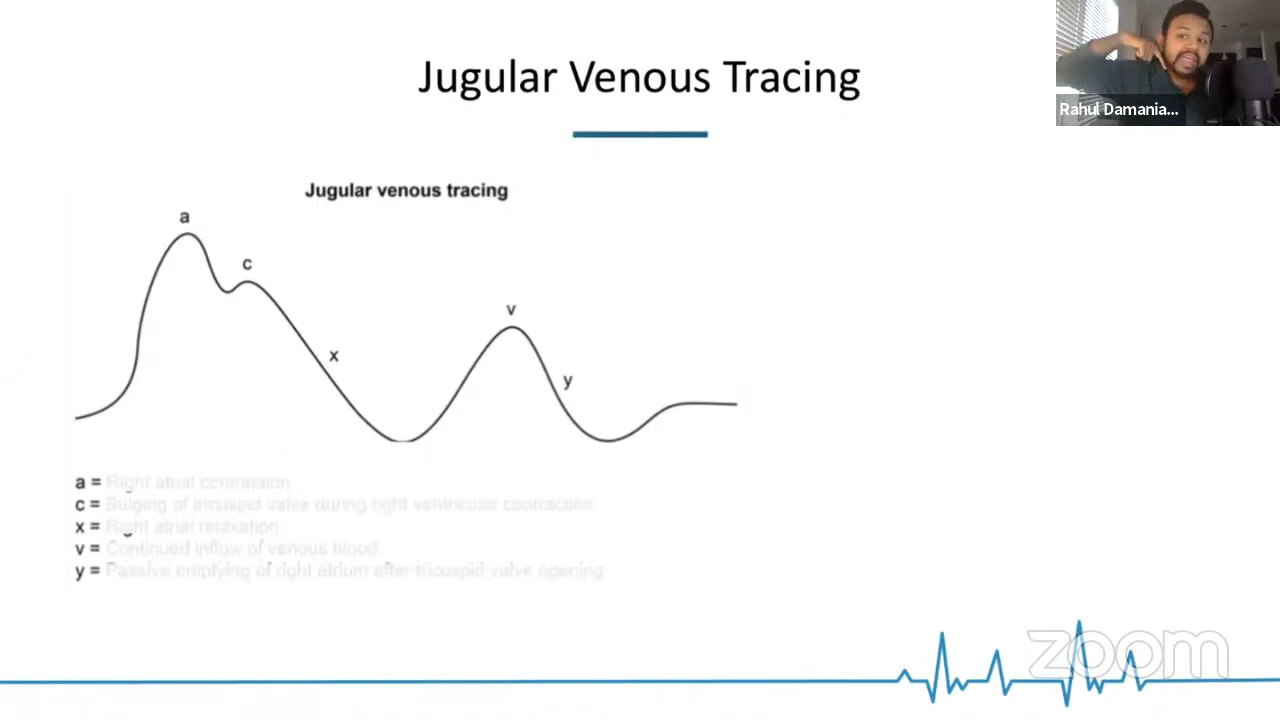 Jugular Venous Tracing
Rahul Damania...
Jugular venous tracing
a
c
v
x
y
a = Right atrial contraction
c = Bulging of tricuspid valve during right ventricular contraction
x = Right atrial relaxation
v = Continued inflow of venous blood
y = Passive emptying of right atrium after tricuspid valve opening
zoom